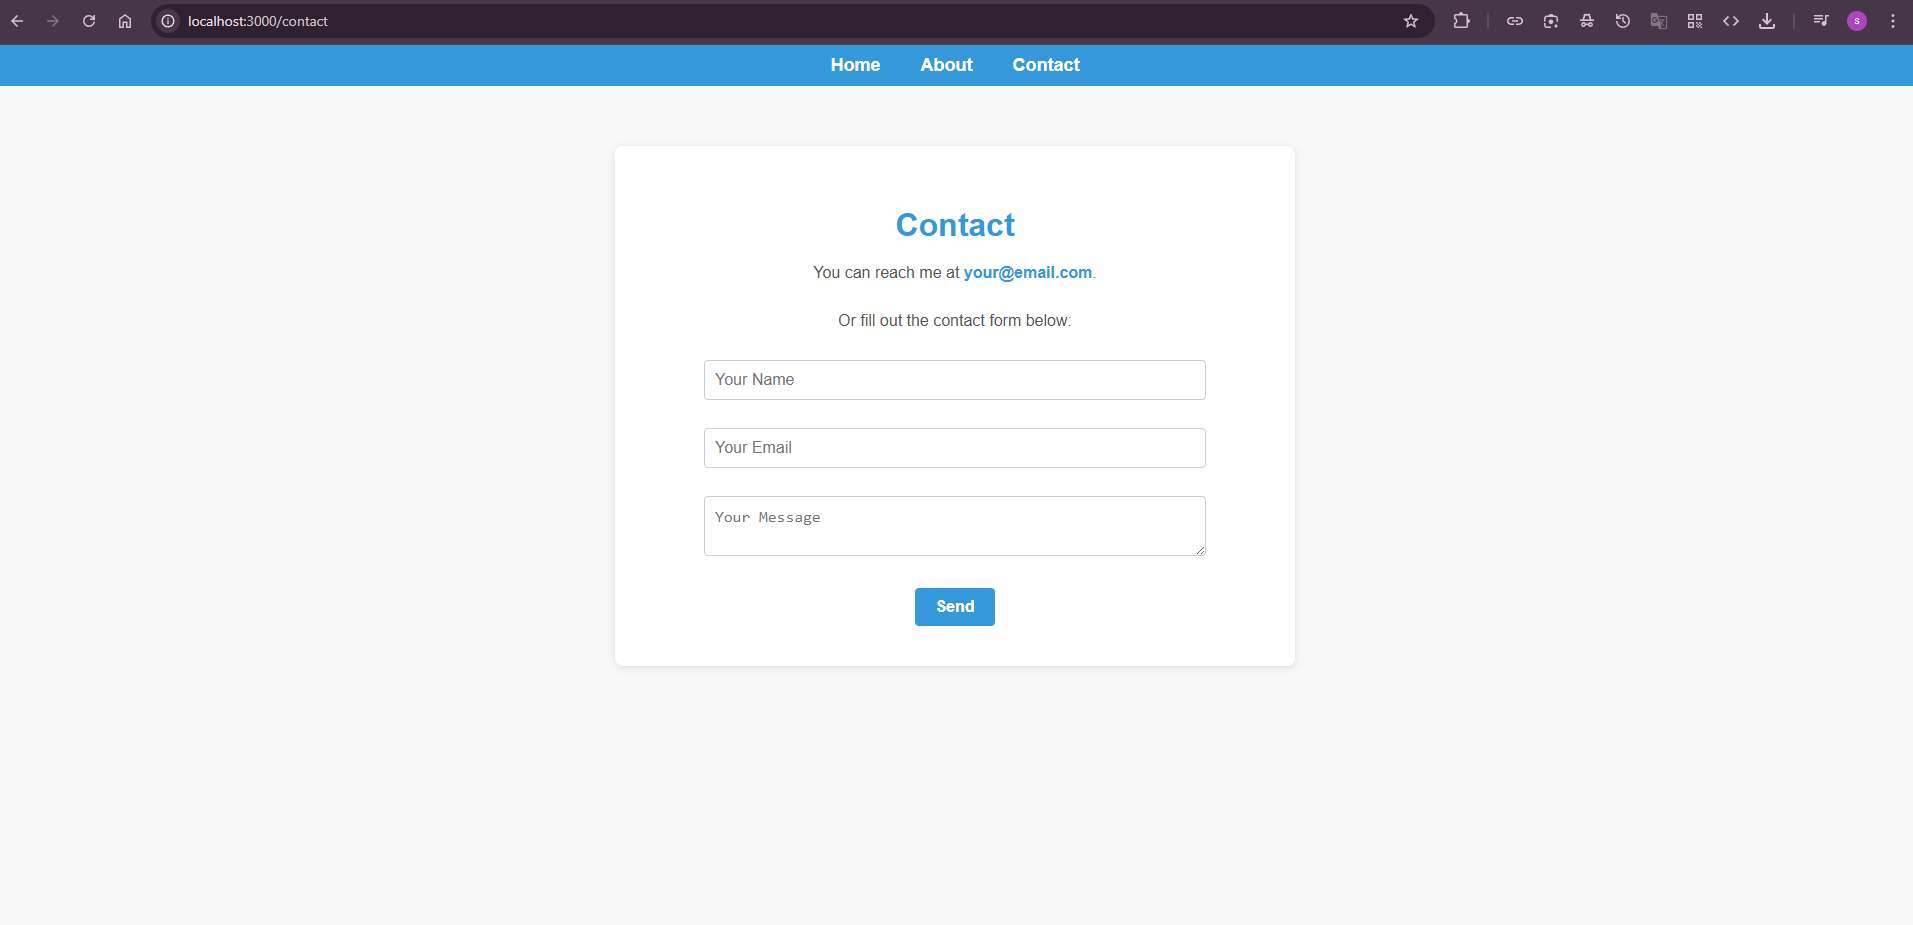 localhost:3000/contact
S
Home About Contact
Contact
You can reach me at your@email.com.
Or fill out the contact form below:
Your Name
Your Email
Your Message
Send